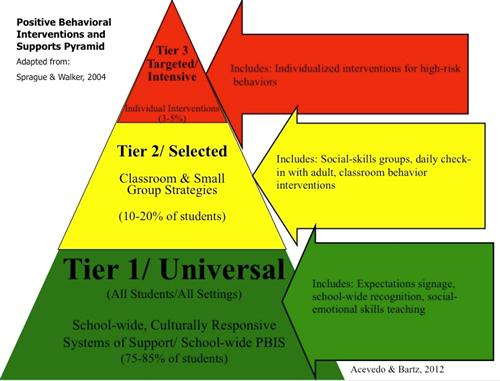 Positive Behavioral
Interventions and
Supports Pyramid
Adapted from:
Sprague & Walker, 2004
Tier 3
Targeted/
Intensive
Individual Interventions
(3-5%)
Includes: Individualized interventions for high-risk
behaviors
Tier 2/ Selected
Classroom & Small
Group Strategies
(10-20% of students)
Includes: Social-skills groups, daily check-
in with adult, classroom behavior
interventions
Tier 1/ Universal
(All Students/All Settings)
School-wide, Culturally Responsive
Systems of Support/ School-wide PBIS
(75-85% of students)
Includes: Expectations signage,
school-wide recognition, social-
emotional skills teaching
Acevedo & Bartz, 2012